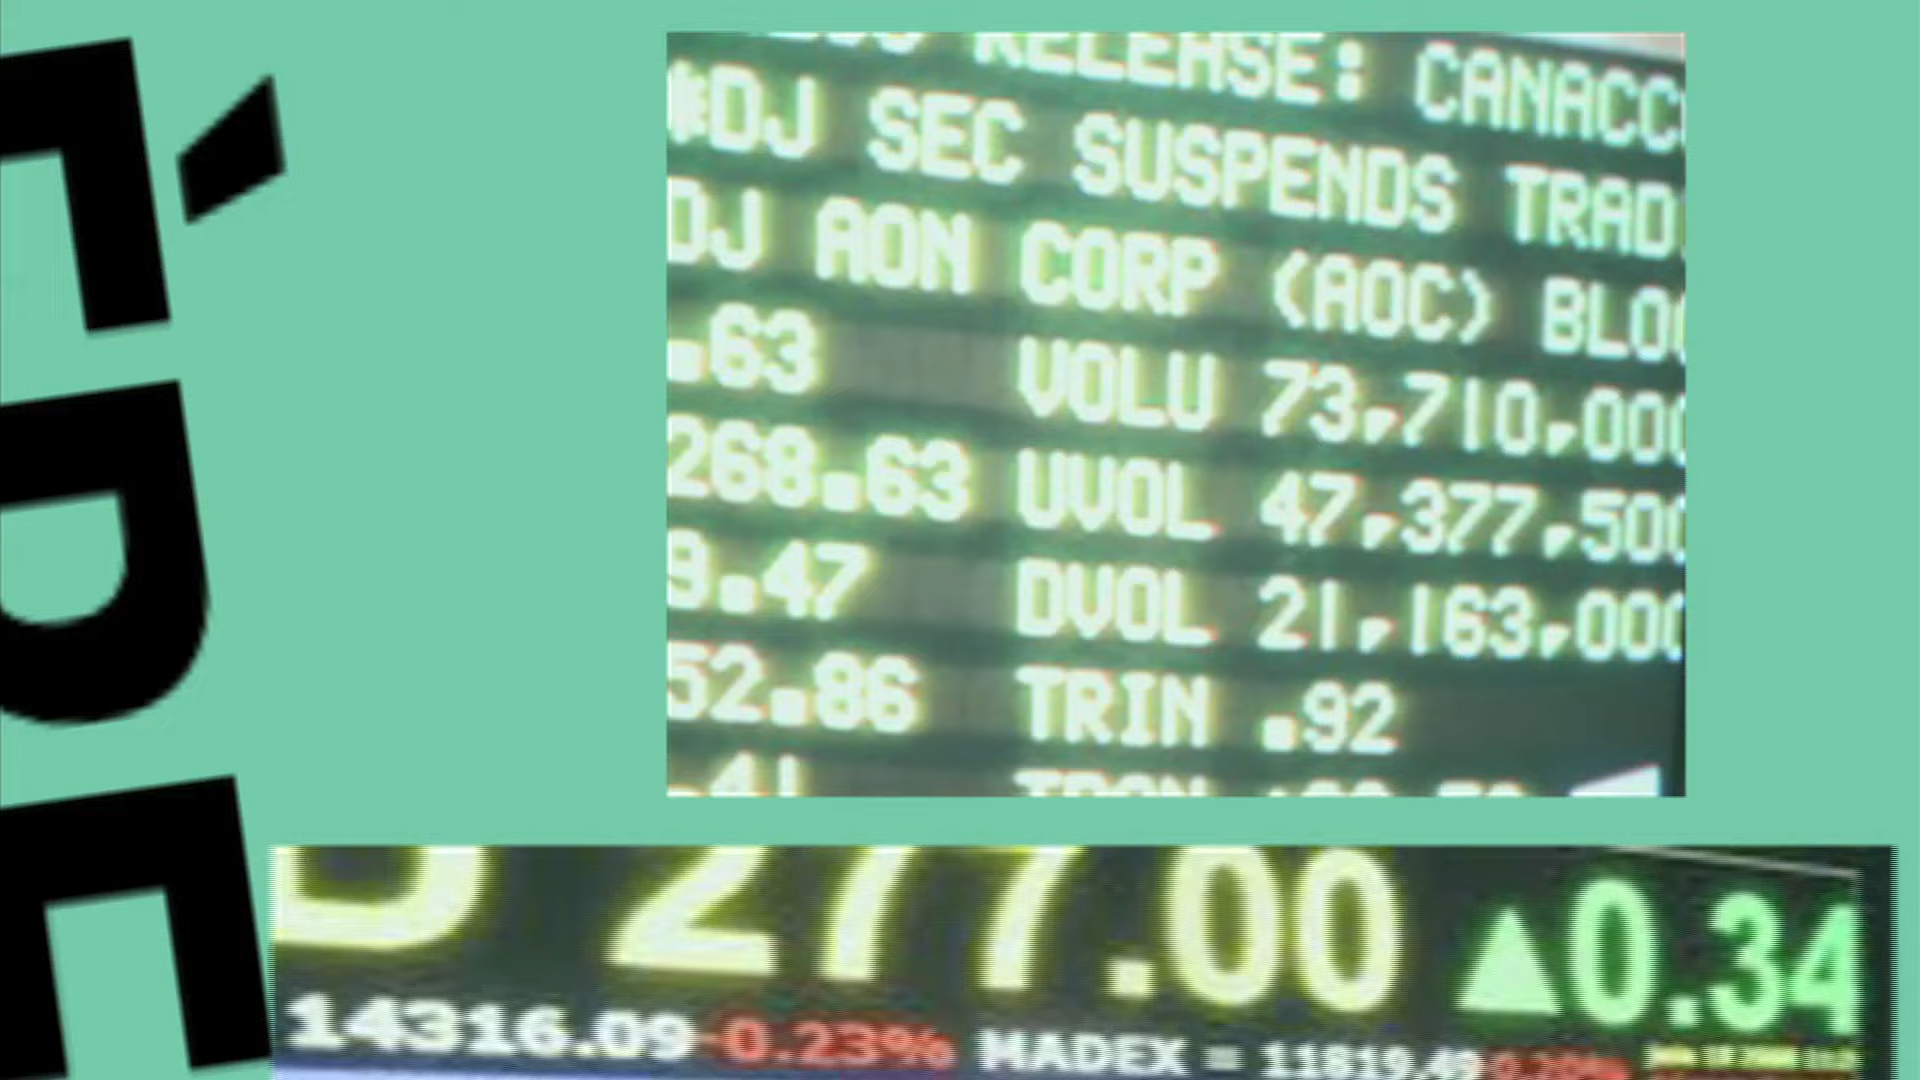 RELEASE: CANACC
*DJ SEC SUSPENDS TRAD
DJ AON CORP (AOC) BLO
.63 VOLU 73,710,000
268.63 UVOL 47,377,500
9.47 DVOL 21,163,000
52.86 TRIN .92
.41
277.00 ▲0.34
14316.09 -0.23% MADEX = 11819.49